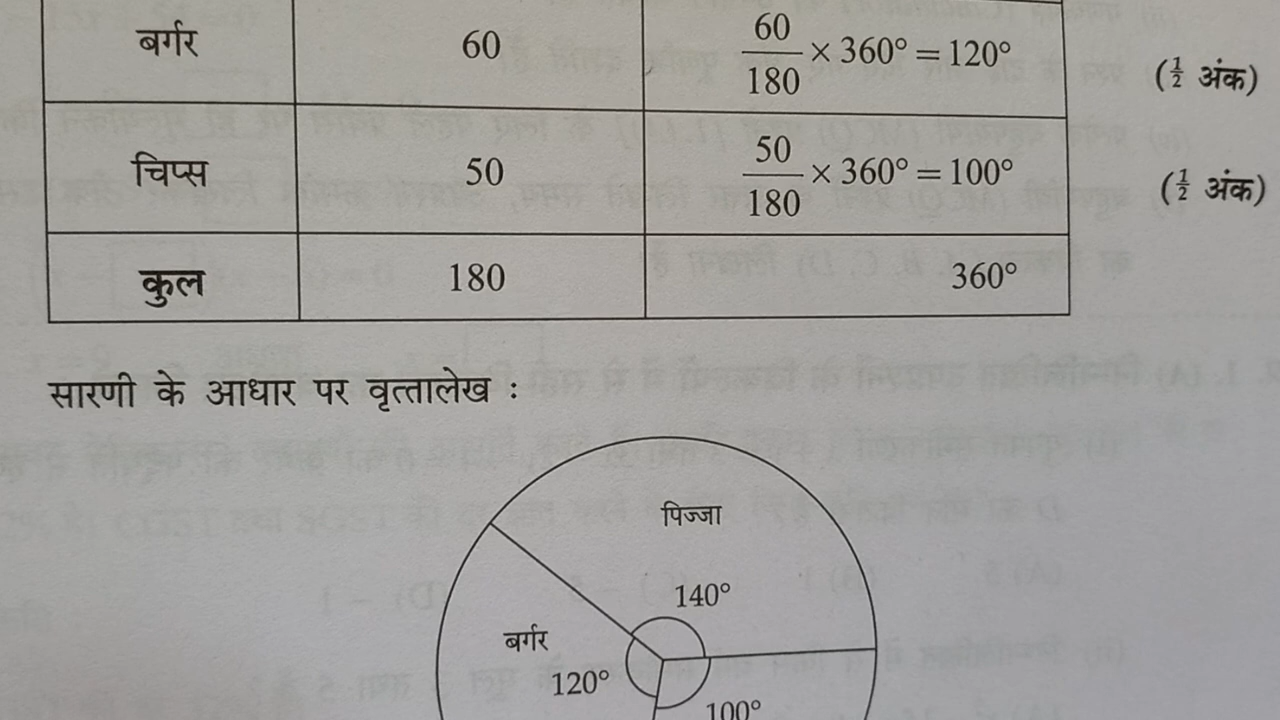 बर्गर 60 60/180 × 360° = 120° (½ अंक)
चिप्स 50 50/180 × 360° = 100° (½ अंक)
कुल 180 360°
सारणी के आधार पर वृत्तालेख :
पिज्जा
140°
बर्गर
120°
100°